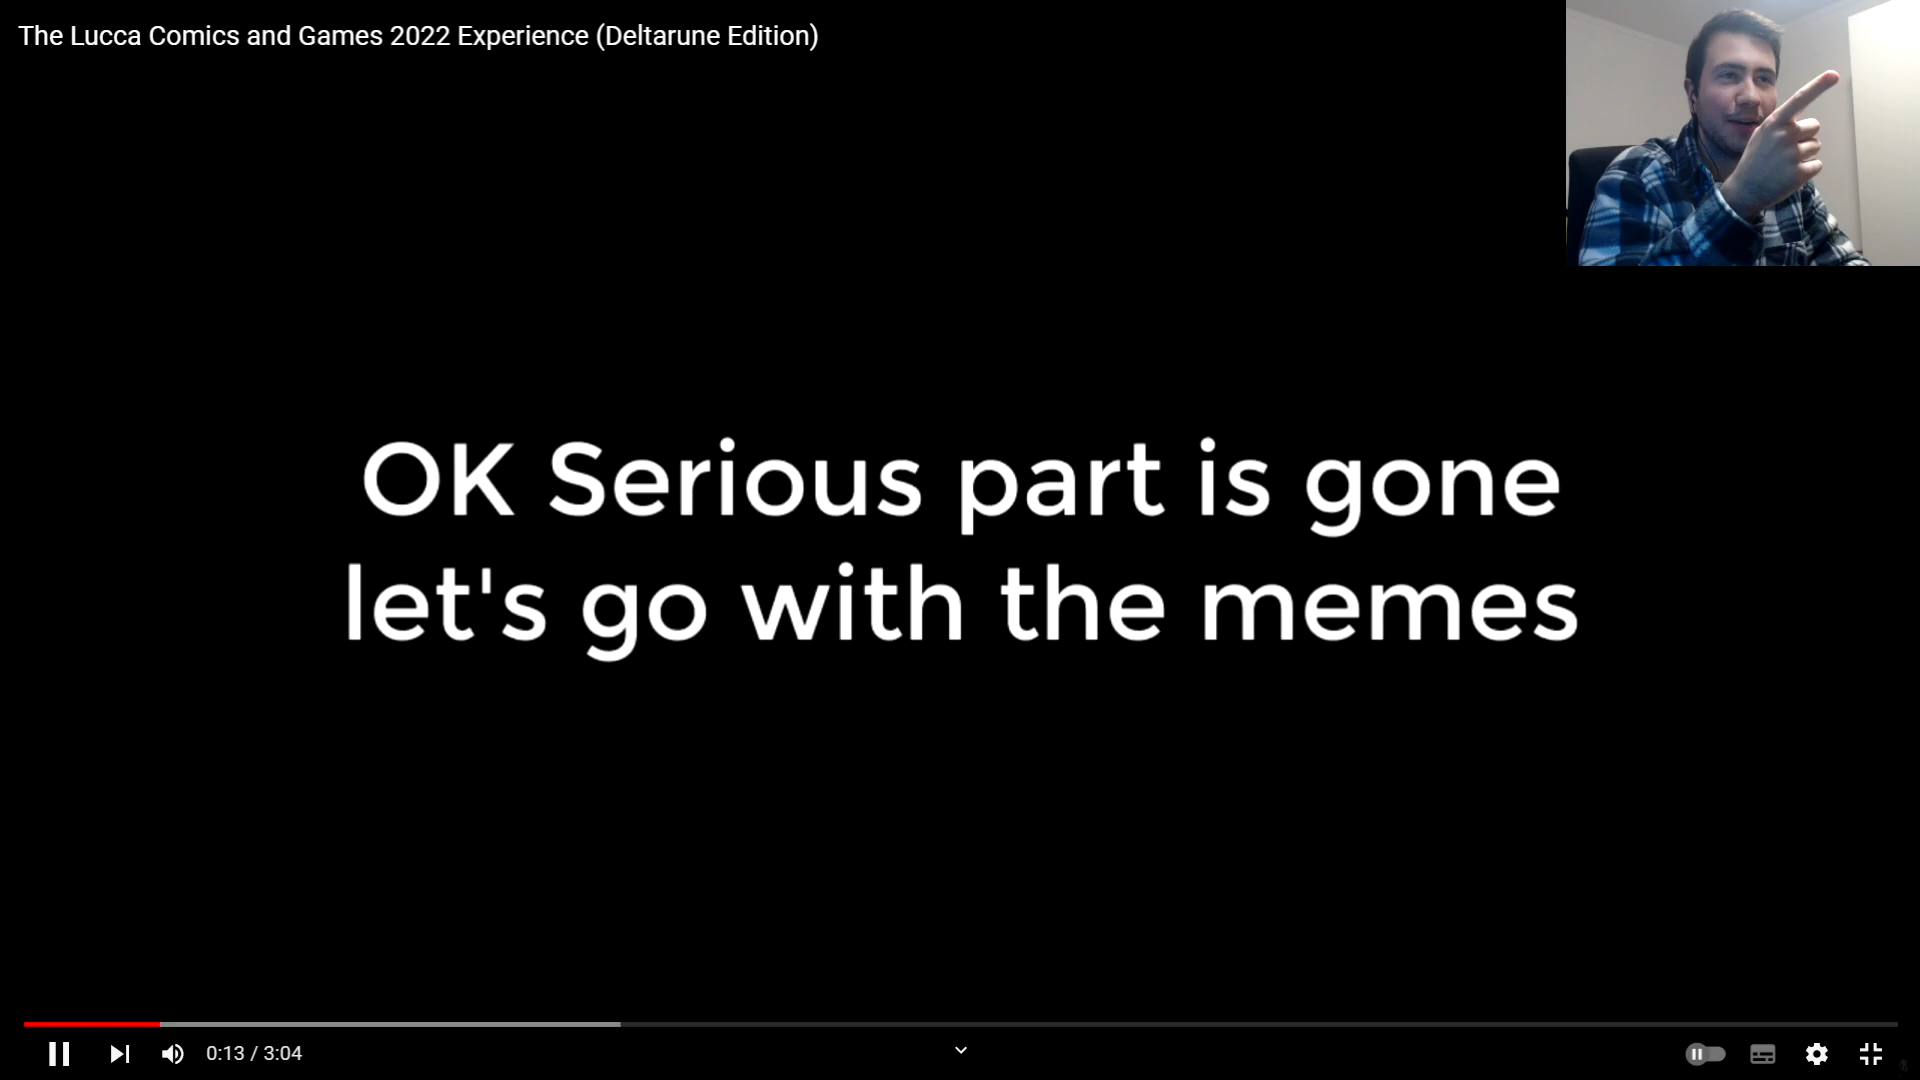 The Lucca Comics and Games 2022 Experience (Deltarune Edition)
OK Serious part is gone
let's go with the memes
0:13 / 3:04